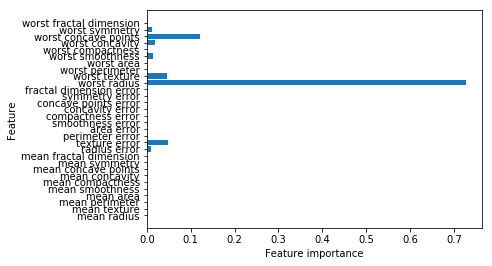 worst fractal dimension
worst symmetry
worst concave points
worst concavity
worst compactness
worst smoothness
worst area
worst perimeter
worst texture
worst radius
fractal dimension error
symmetry error
concave points error
concavity error
compactness error
smoothness error
area error
perimeter error
texture error
radius error
mean fractal dimension
mean symmetry
mean concave points
mean concavity
mean compactness
mean smoothness
mean area
mean perimeter
mean texture
mean radius
Feature
0.0 0.1 0.2 0.3 0.4 0.5 0.6 0.7
Feature importance